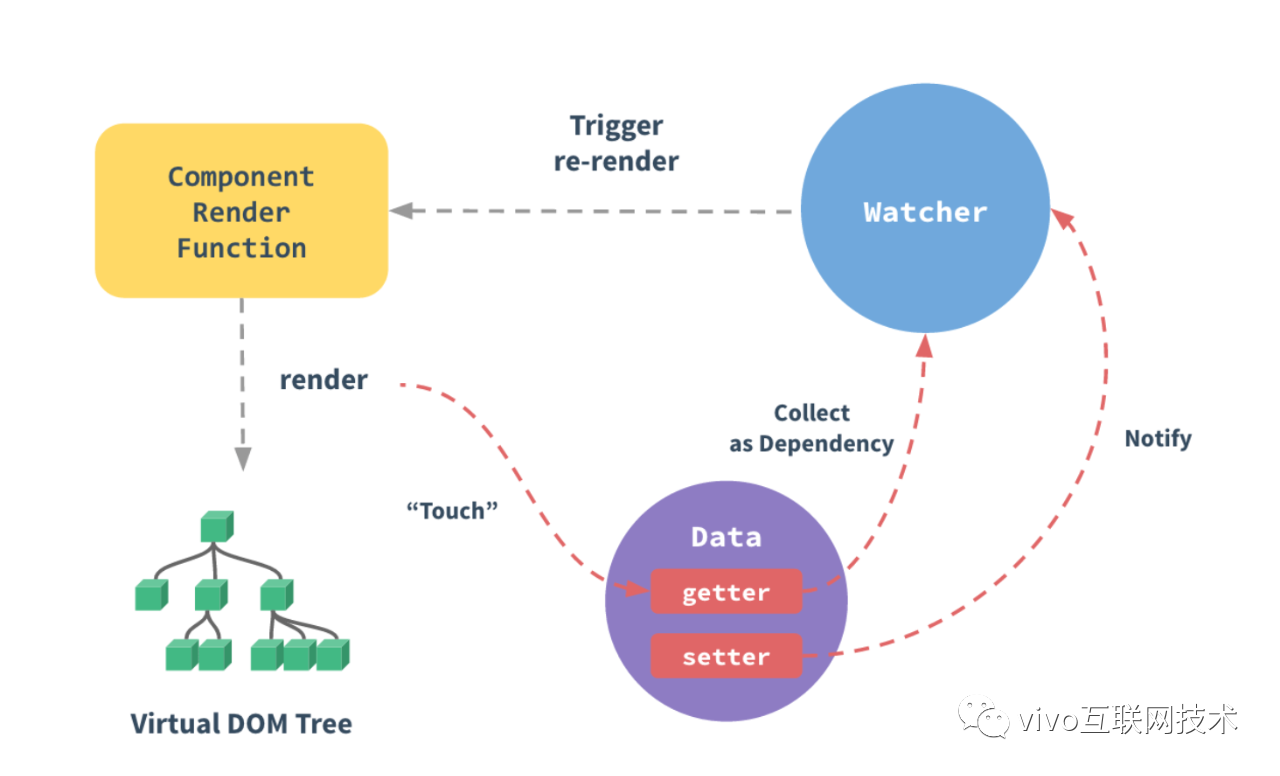 Trigger
re-render
Component
Render
Function
Watcher
render
Collect
as Dependency
Notify
“Touch”
Data
getter
setter
Virtual DOM Tree
vivo互联网技术